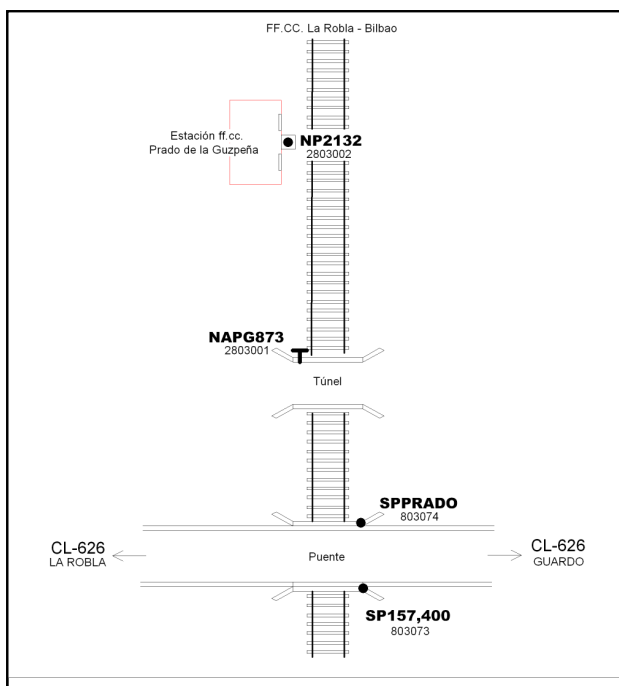 FF.CC. La Robla - Bilbao
Estación ff.cc.
Prado de la Guzpeña
NP2132
2803002
NAPG873
2803001
Túnel
SPPRADO
803074
CL-626
LA ROBLA
Puente
CL-626
GUARDO
SP157,400
803073